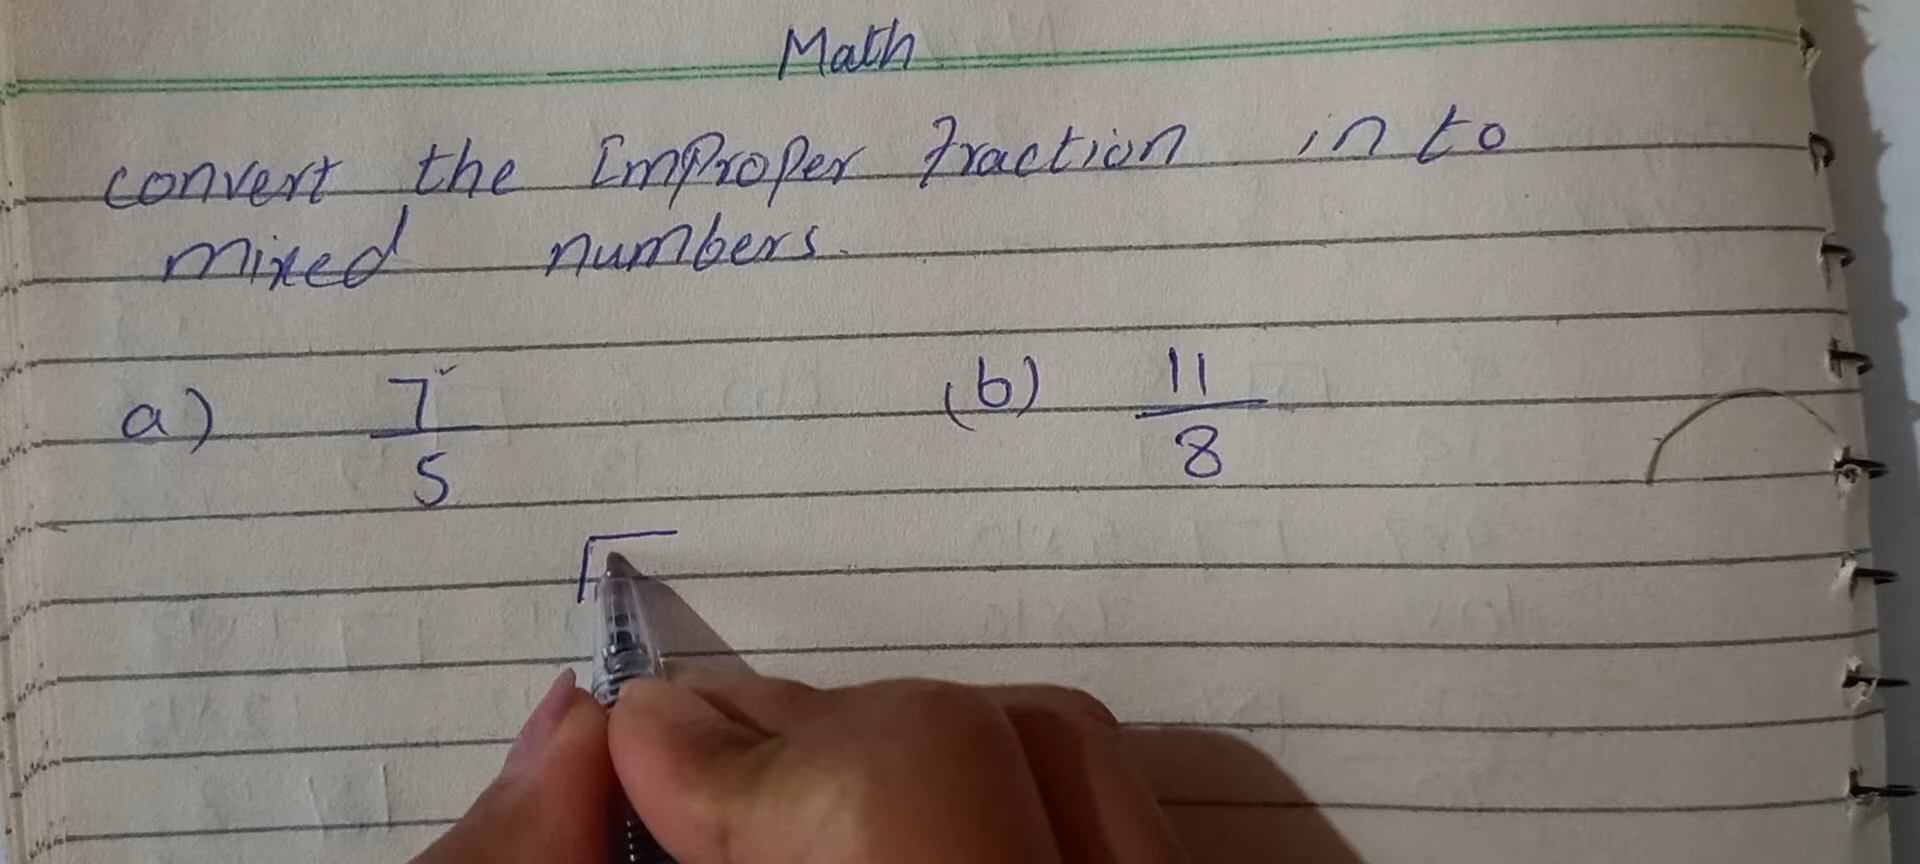 Math
convert the Improper Fraction in to
mixed numbers.
a) 7/5 (b) 11/8